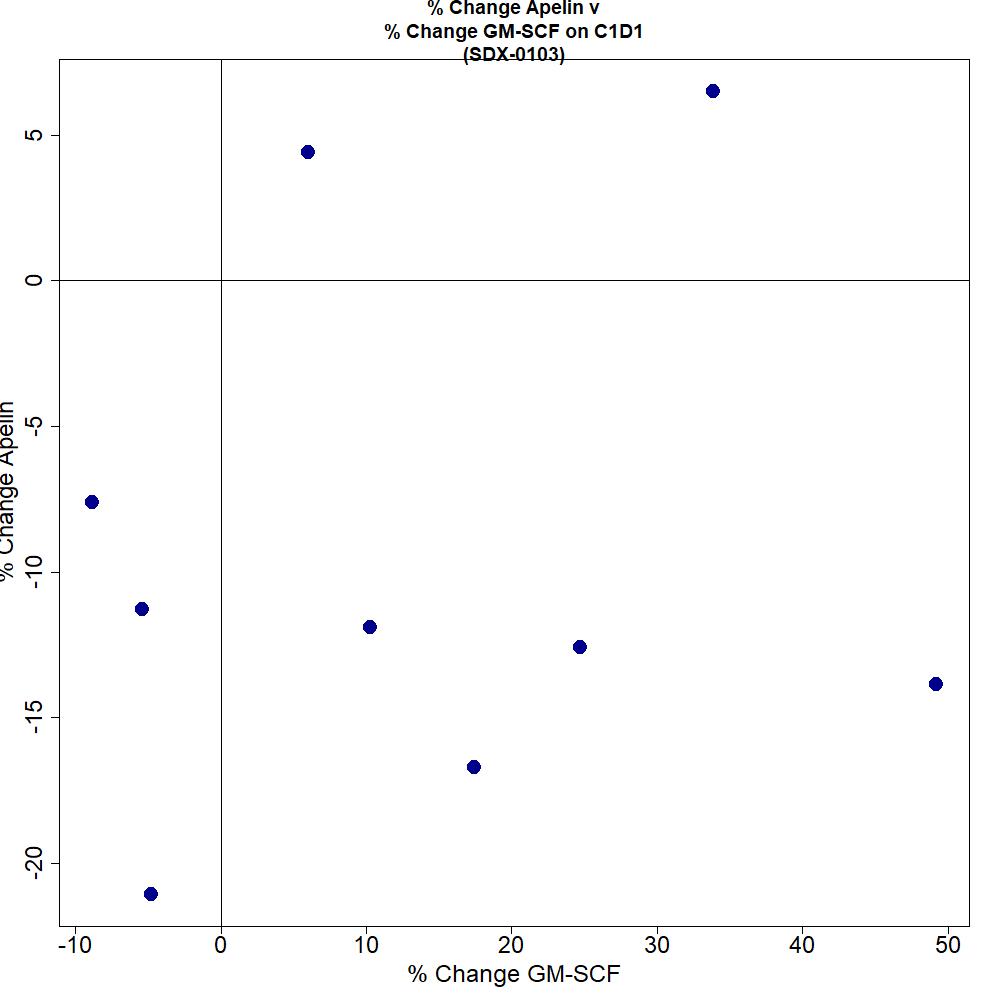 % Change Apelin v
% Change GM-SCF on C1D1
(SDX-0103)
5
0
-5
-10
-15
-20
% Change Apelin
-10 0 10 20 30 40 50
% Change GM-SCF